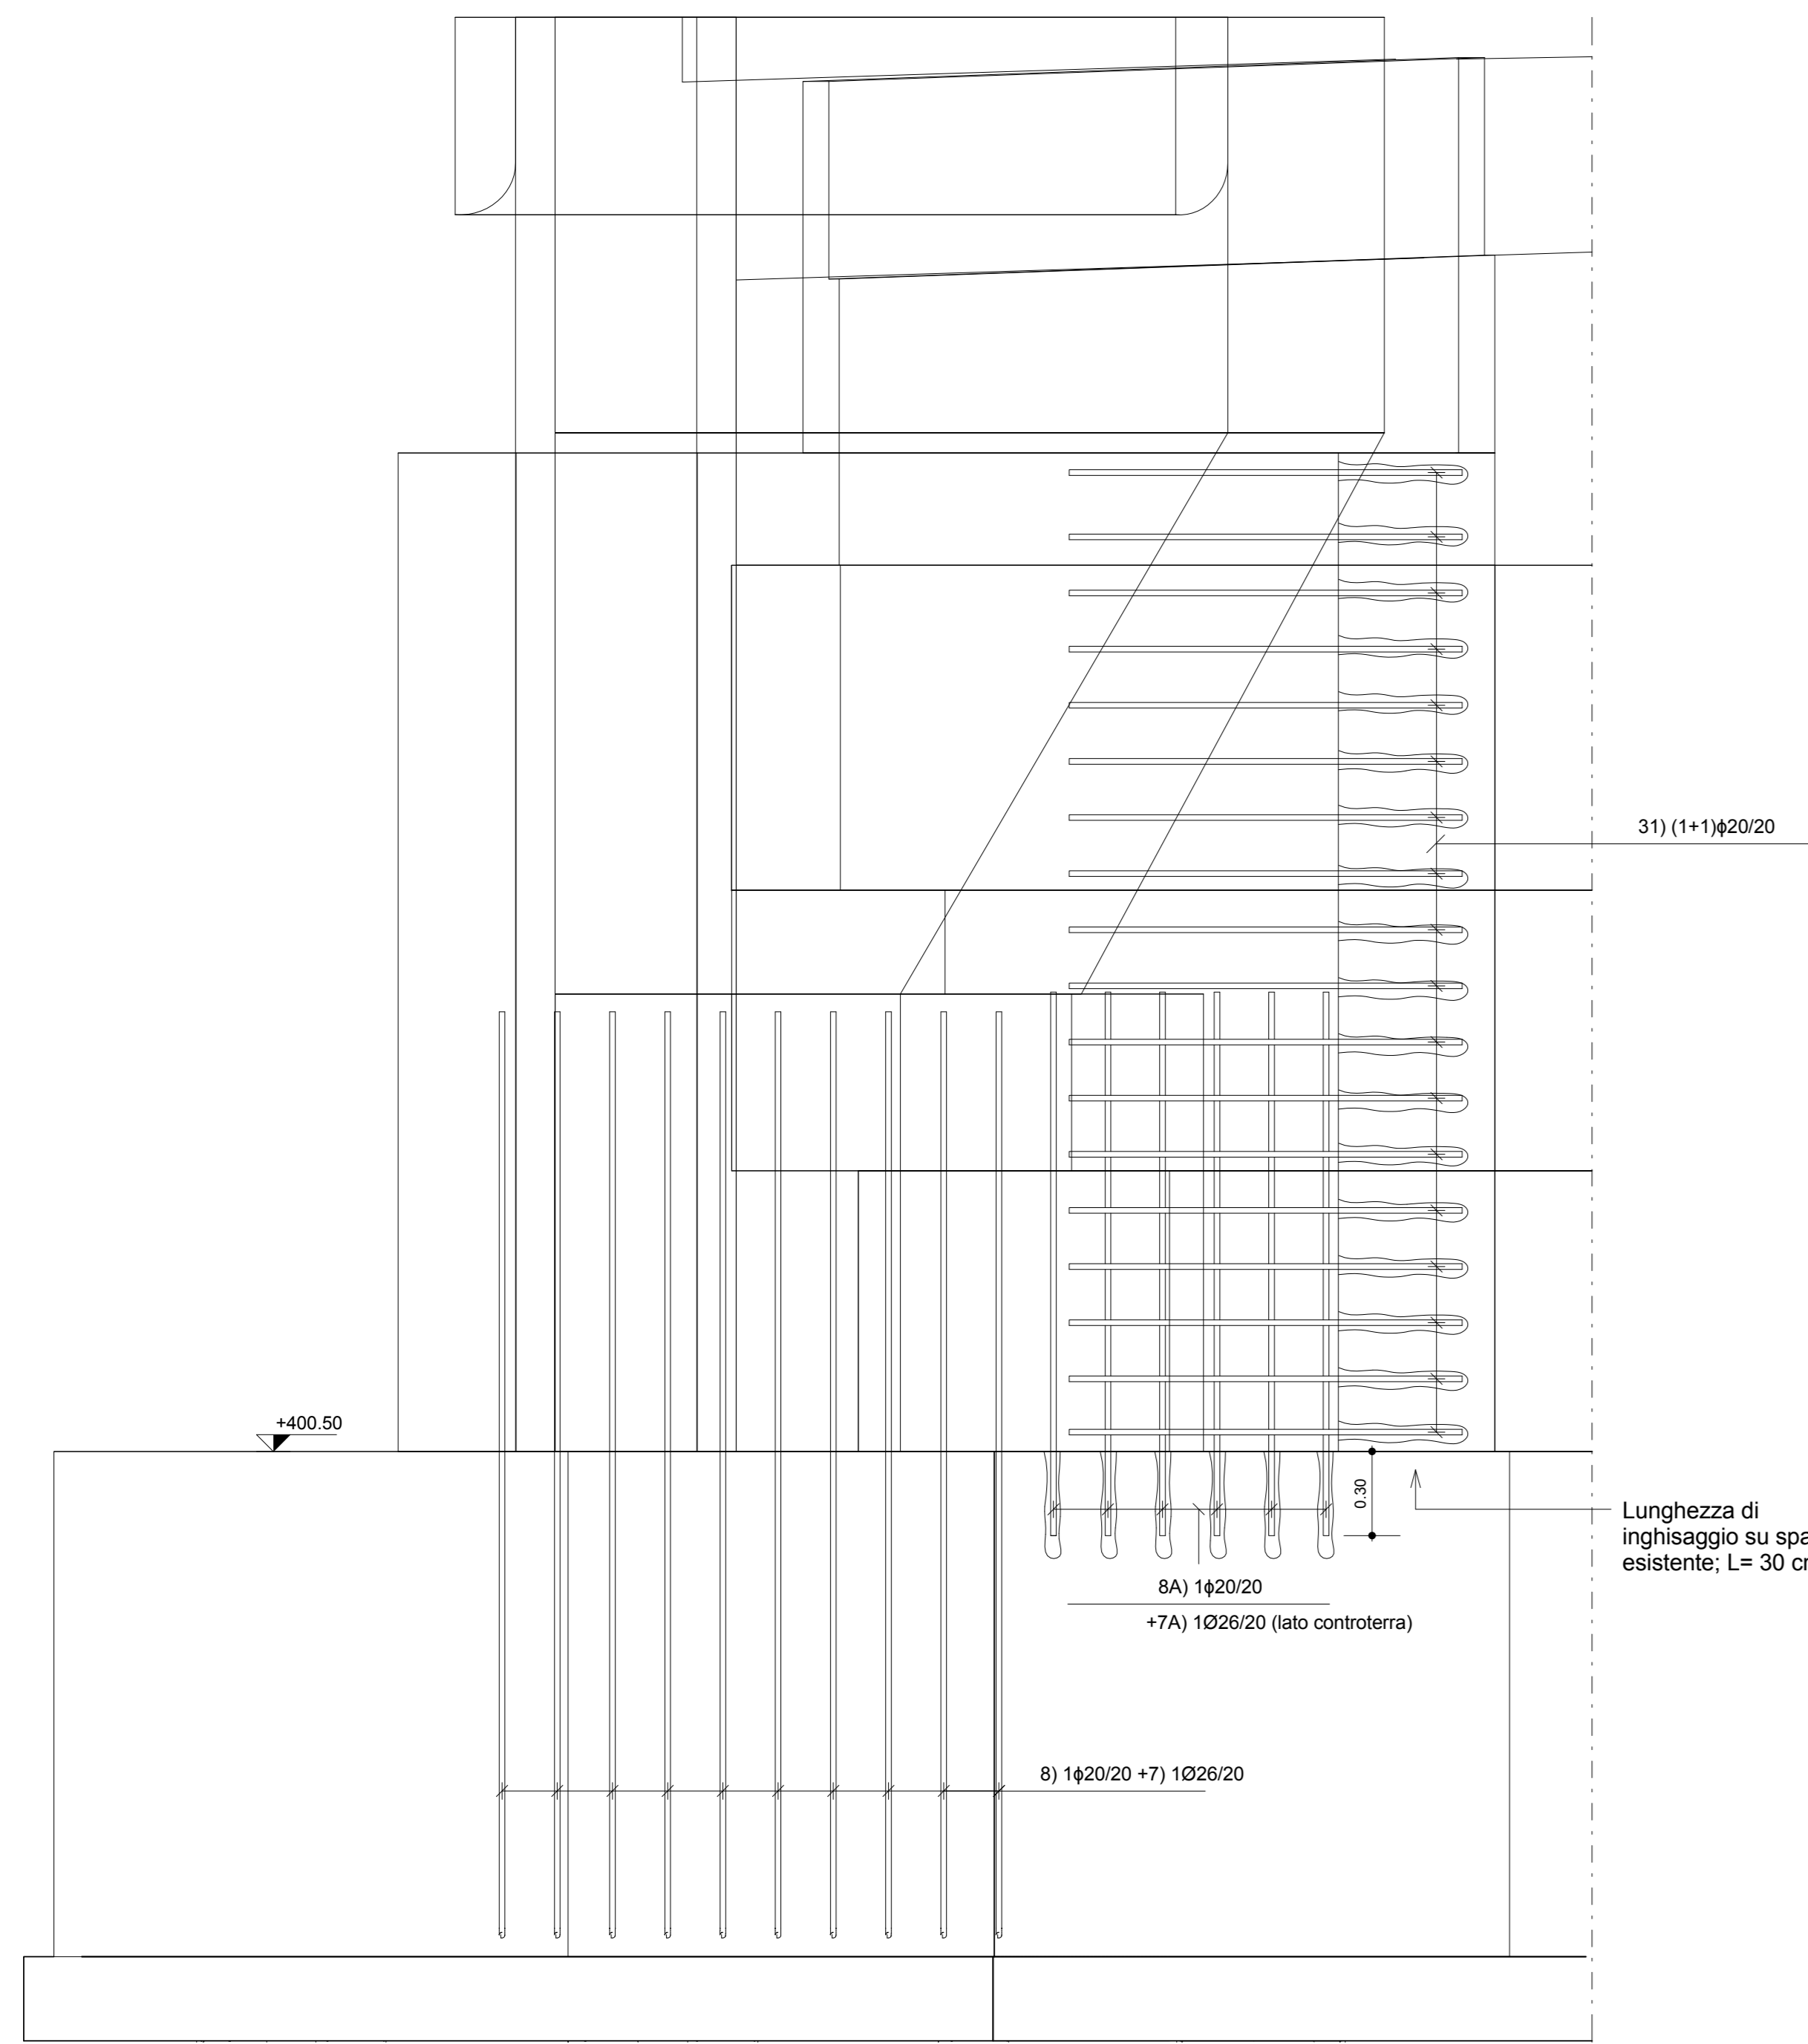 31) (1+1)ϕ20/20
+400.50
0.30
Lunghezza di
inghisaggio su
esistente; L= 30
8A) 1ϕ20/20
+7A) 1Ø26/20 (lato controterra)
8) 1ϕ20/20 +7) 1Ø26/20